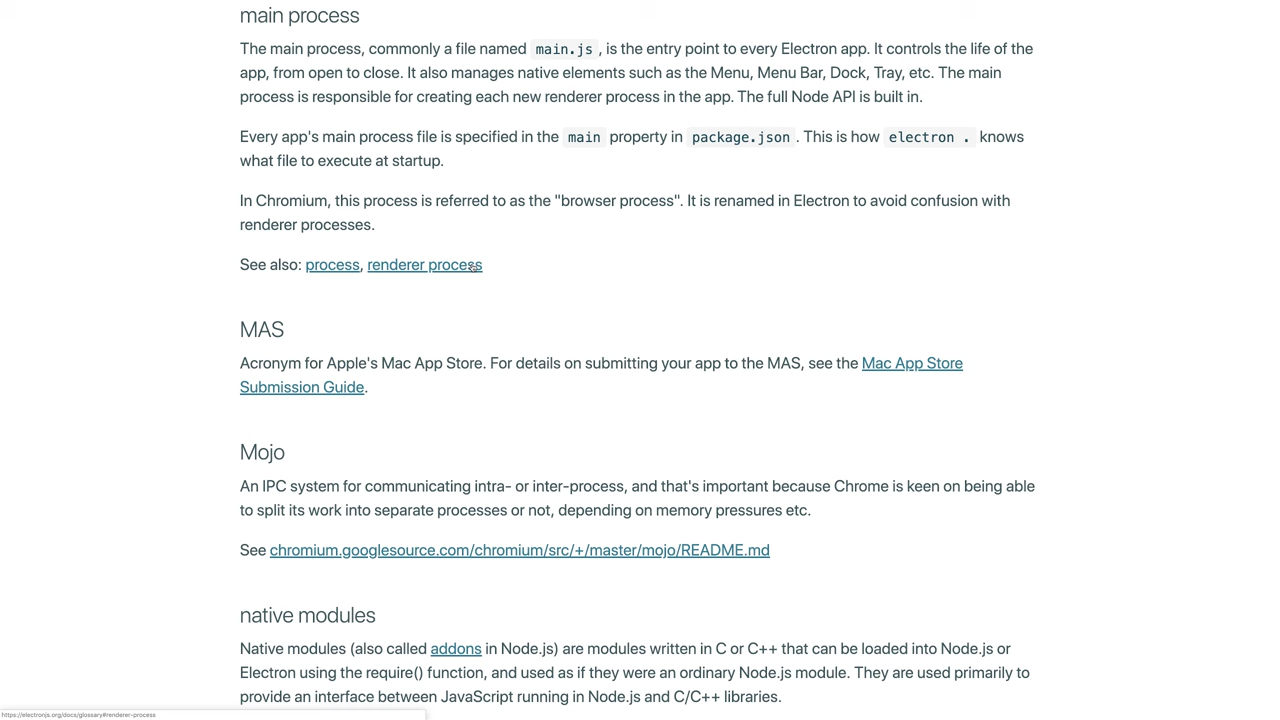 main process
The main process, commonly a file named main.js, is the entry point to every Electron app. It controls the life of the
app, from open to close. It also manages native elements such as the Menu, Menu Bar, Dock, Tray, etc. The main
process is responsible for creating each new renderer process in the app. The full Node API is built in.
Every app's main process file is specified in the main property in package.json. This is how electron . knows
what file to execute at startup.
In Chromium, this process is referred to as the "browser process". It is renamed in Electron to avoid confusion with
renderer processes.
See also: process, renderer process
MAS
Acronym for Apple's Mac App Store. For details on submitting your app to the MAS, see the Mac App Store
Submission Guide.
Mojo
An IPC system for communicating intra- or inter-process, and that's important because Chrome is keen on being able
to split its work into separate processes or not, depending on memory pressures etc.
See chromium.googlesource.com/chromium/src/+/master/mojo/README.md
native modules
Native modules (also called addons in Node.js) are modules written in C or C++ that can be loaded into Node.js or
Electron using the require() function, and used as if they were an ordinary Node.js module. They are used primarily to
provide an interface between JavaScript running in Node.js and C/C++ libraries.
https://electronjs.org/docs/glossary#renderer-process